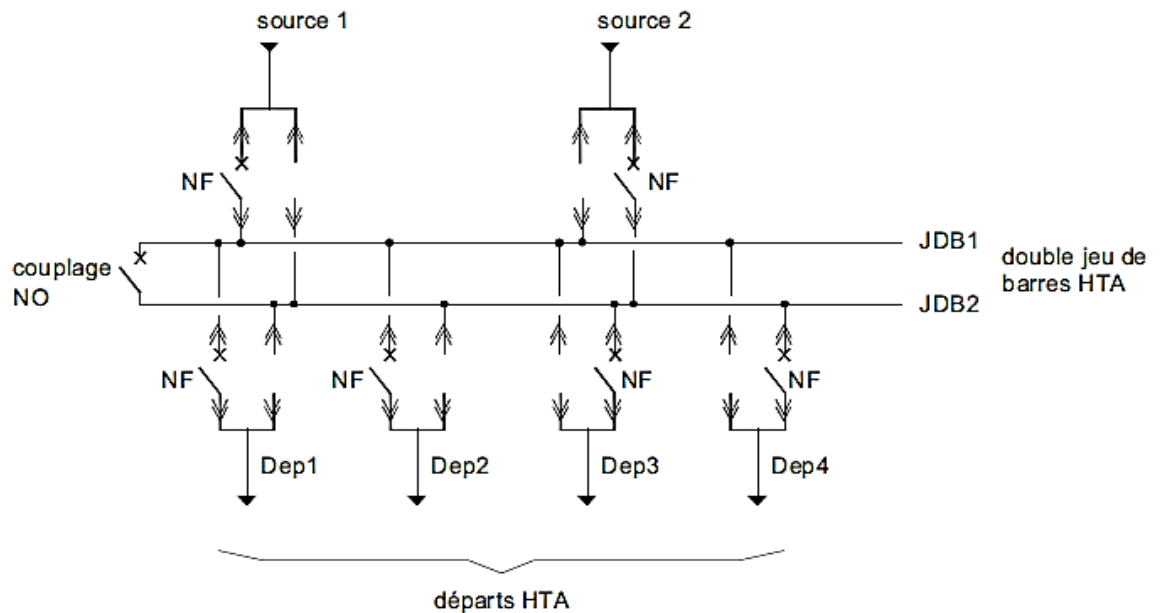 source 1
source 2
NF
NF
JDB1
couplage
NO
double jeu de
barres HTA
JDB2
NF
NF
NF
NF
Dep1
Dep2
Dep3
Dep4
départs HTA